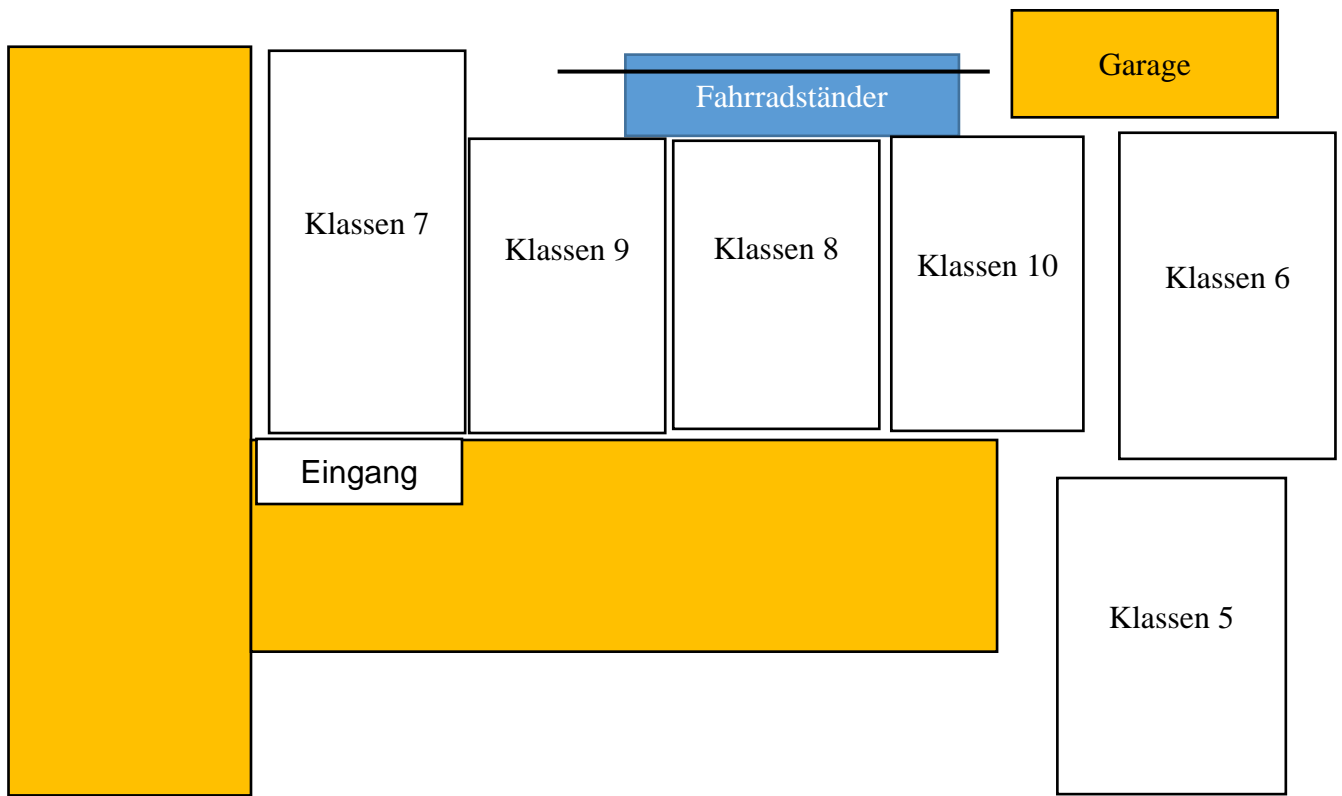 Garage
Fahrradständer
Klassen 7
Klassen 9
Klassen 8
Klassen 10
Klassen 6
Eingang
Klassen 5